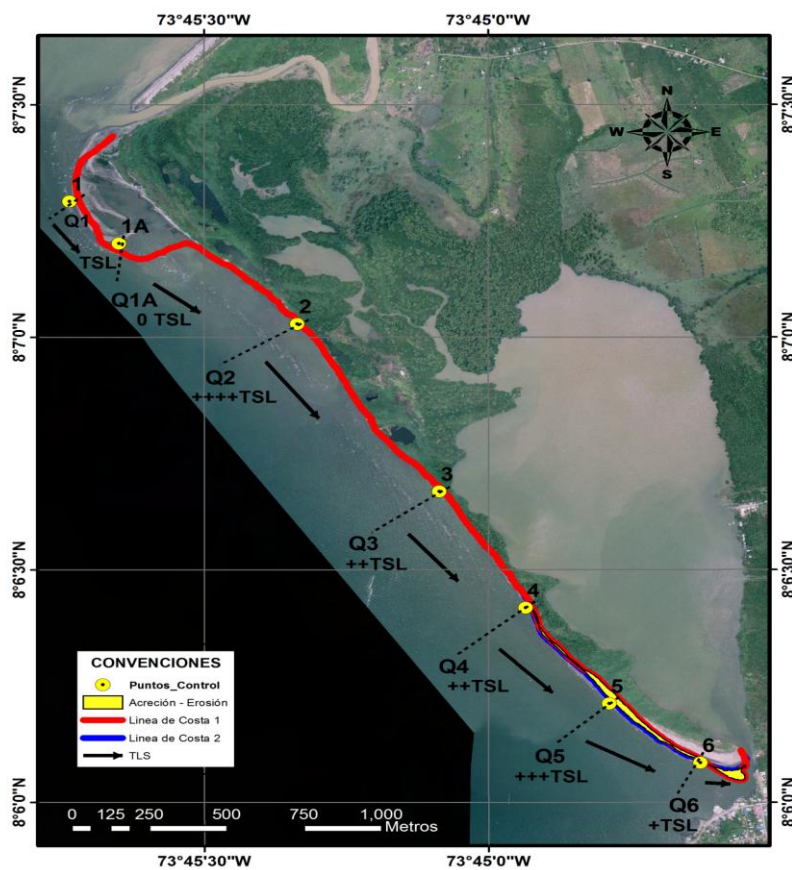 73°45'30"W
73°45'0"W
8°7'30"N
8°7'30"N
N
W
E
S
1
Q1
TSL
1A
Q1A
0 TSL
2
8°7'0"N
8°7'0"N
Q2
++++TSL
3
Q3
++TSL
8°6'30"N
8°6'30"N
4
Q4
++TSL
5
Q5
+++TSL
6
Q6
+TSL
CONVENCIONES
Puntos_Control
Acreción - Erosión
Linea de Costa 1
Linea de Costa 2
TLS
8°6'0"N
8°6'0"N
0 125 250 500 750 1,000
Metros
73°45'30"W
73°45'0"W